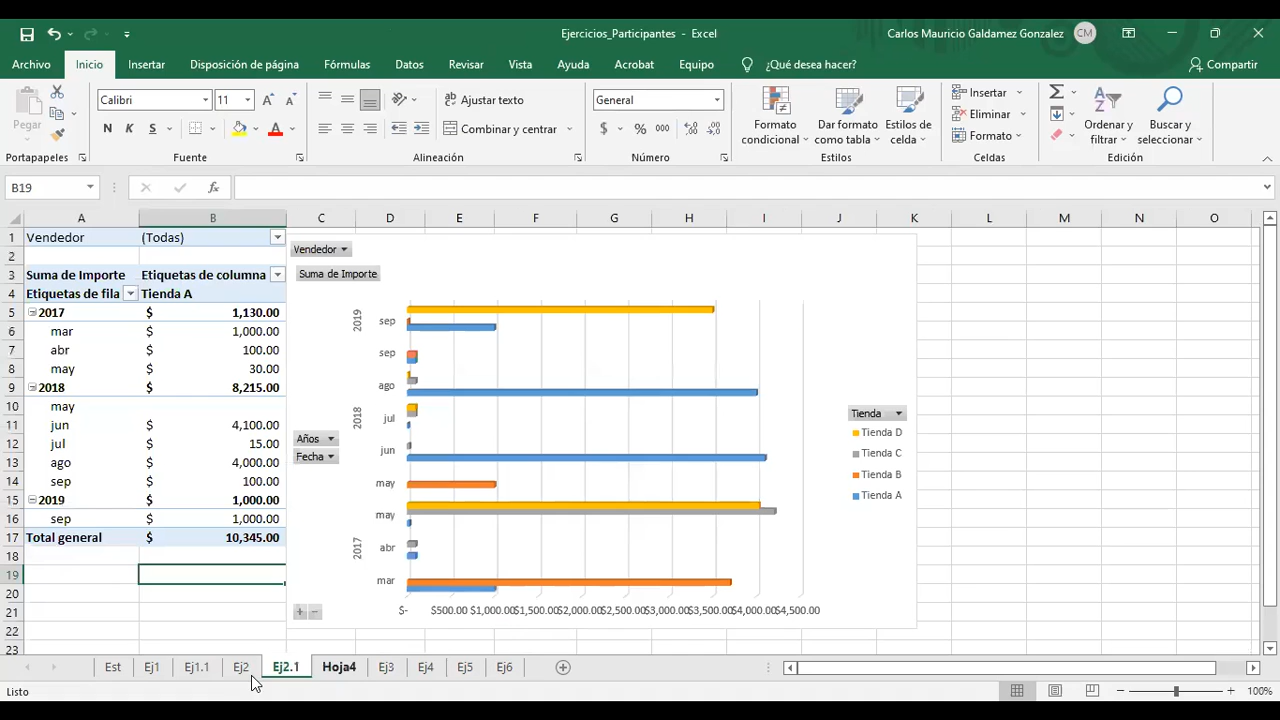 Ejercicios_Participantes - Excel
Carlos Mauricio Galdamez Gonzalez CM
Archivo Inicio Insertar Disposición de página Fórmulas Datos Revisar Vista Ayuda Acrobat Equipo ¿Qué desea hacer? Compartir
Pegar
Calibri 11
N K S
Ajustar texto
Combinar y centrar
General
$ % 000
Formato condicional
Dar formato como tabla
Estilos de celda
Insertar
Eliminar
Formato
Ordenar y filtrar
Buscar y seleccionar
Portapapeles Fuente Alineación Número Estilos Celdas Edición
B19 fx
A B C D E F G H I J K L M N O
1 Vendedor (Todas)
2
3 Suma de Importe Etiquetas de columna
4 Etiquetas de fila Tienda A
5 2017 $ 1,130.00
6 mar $ 1,000.00
7 abr $ 100.00
8 may $ 30.00
9 2018 $ 8,215.00
10 may
11 jun $ 4,100.00
12 jul $ 15.00
13 ago $ 4,000.00
14 sep $ 100.00
15 2019 $ 1,000.00
16 sep $ 1,000.00
17 Total general $ 10,345.00
18
19
20
21
22
23
Vendedor
Suma de Importe
Años
Fecha
2019
2018
2017
sep
sep
ago
jul
jun
may
may
abr
mar
$- $500.00 $1,000.00 $1,500.00 $2,000.00 $2,500.00 $3,000.00 $3,500.00 $4,000.00 $4,500.00
Tienda
Tienda D
Tienda C
Tienda B
Tienda A
Est Ej1 Ej1.1 Ej2 Ej2.1 Hoja4 Ej3 Ej4 Ej5 Ej6
Listo 100%